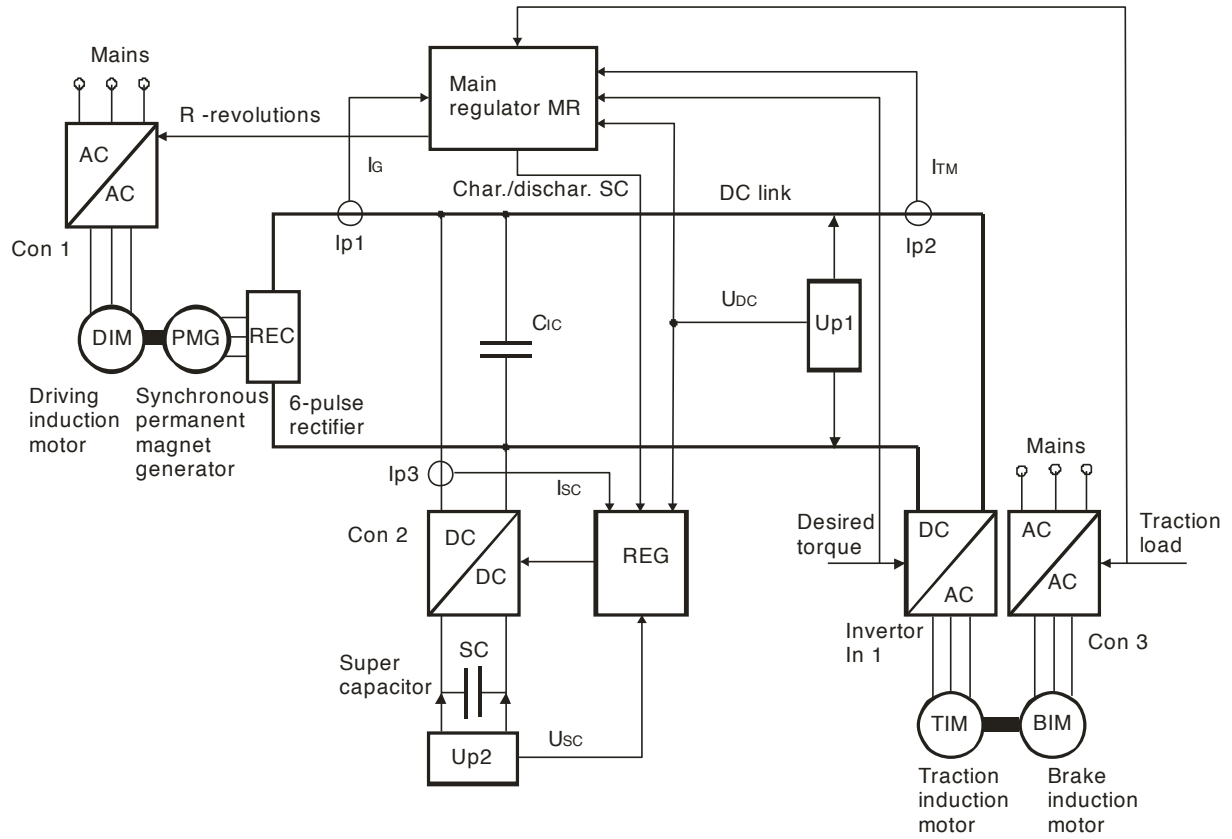 Mains
Main
regulator MR
R -revolutions
AC
AC
IG
ITM
Char./dischar. SC
DC link
Con 1
Ip1
Ip2
DIM
PMG
REC
CIC
UDC
Up1
Driving
induction
motor
Synchronous
permanent
magnet
generator
6-pulse
rectifier
Mains
Ip3
ISC
Con 2
DC
DC
REG
Desired
torque
DC
AC
AC
AC
Traction
load
Invertor
In 1
Con 3
Super
capacitor
SC
Up2
USC
TIM
BIM
Traction
induction
motor
Brake
induction
motor